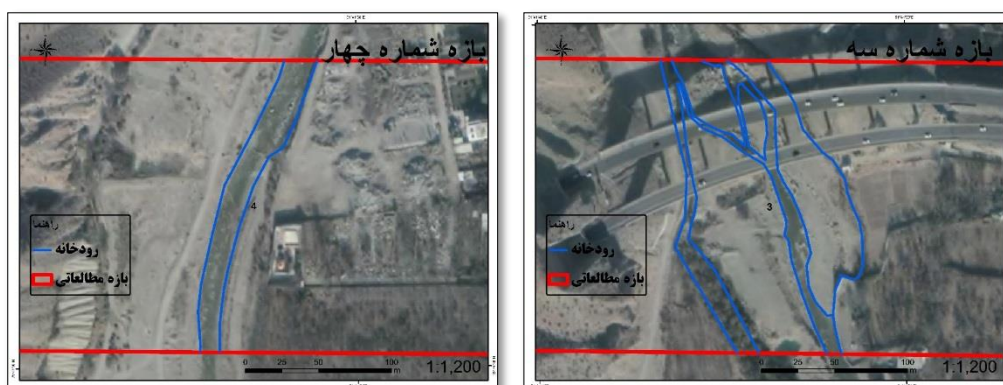 بازه شماره چهار
4
راهنما
رودخانه
بازه مطالعاتی
0 25 50 100
m
1:1,200
بازه شماره سه
3
راهنما
رودخانه
بازه مطالعاتی
0 25 50 100
m
1:1,200